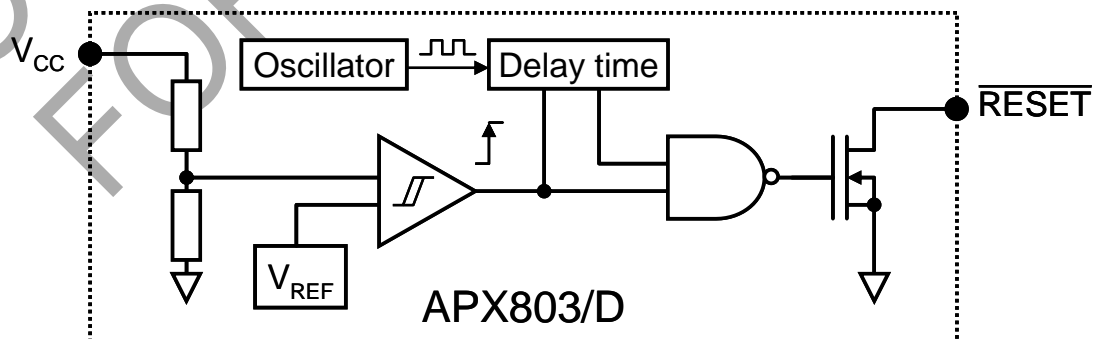 VCC
Oscillator
Delay time
RESET
VREF
APX803/D